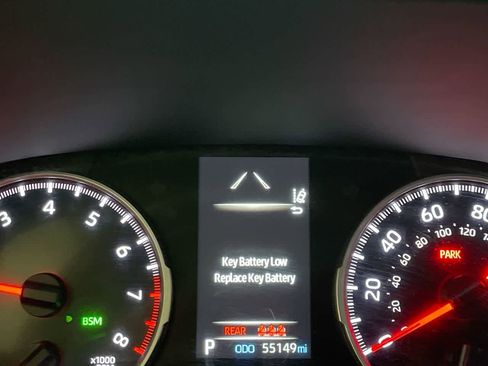 3 4 5 6 7 7 8
BSM
x1000
Key Battery Low
Replace Key Battery
REAR
P ODO 55149 mi
20 40 60 80
100 120
PARK